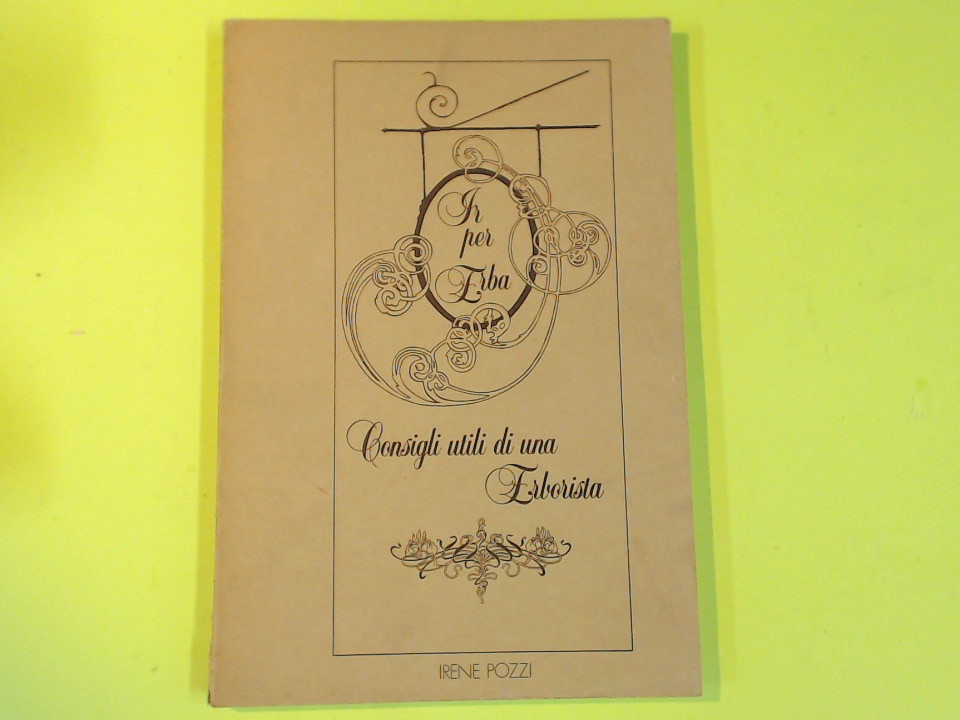 Ir
per
Erba
Consigli utili di una
Erborista
IRENE POZZI